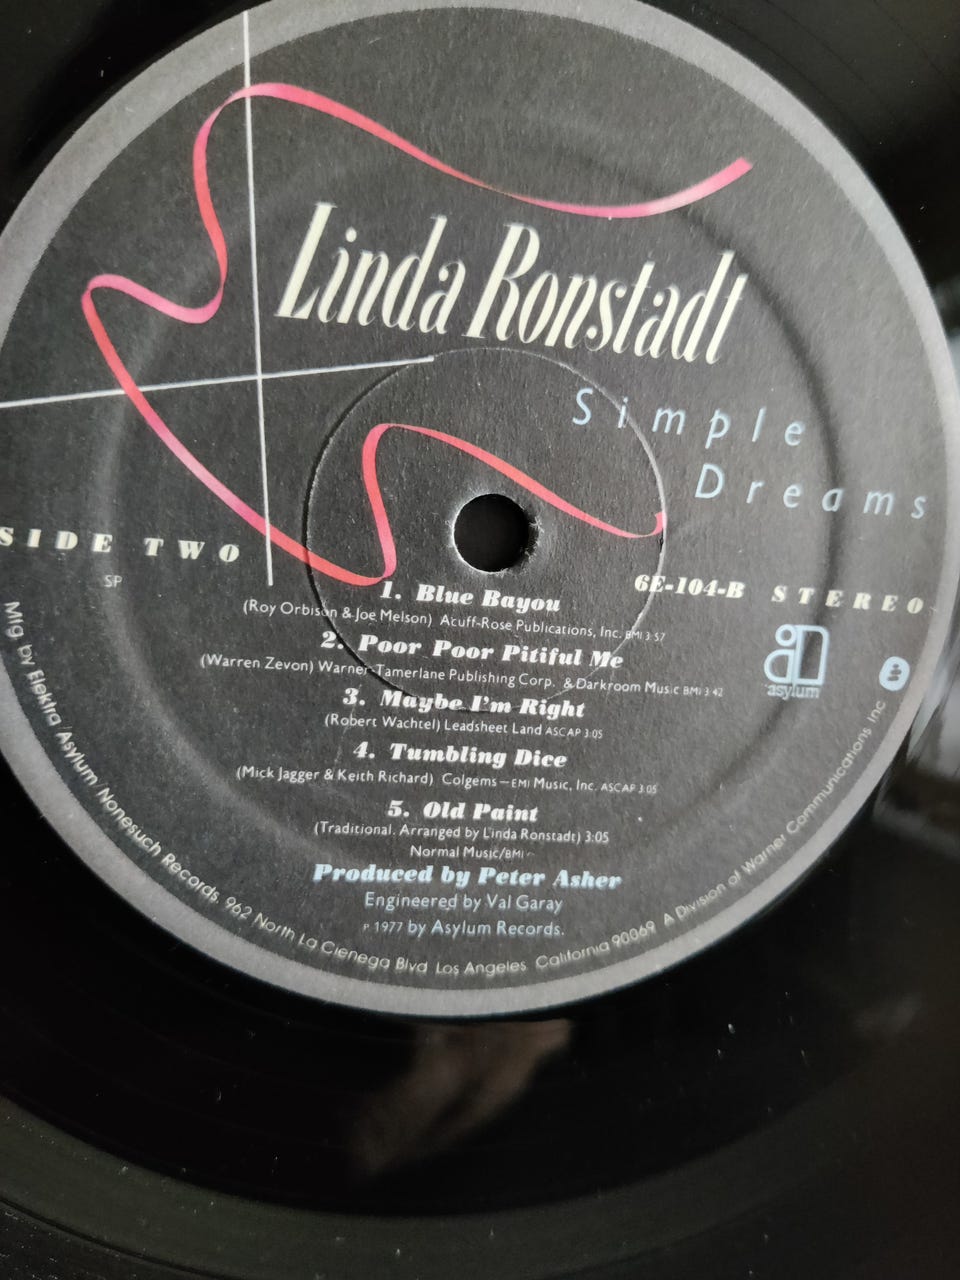 Linda Ronstadt
Simple
Dreams
SIDE TWO
SP
6E-104-B STEREO
1. Blue Bayou
(Roy Orbison & Joe Melson) Acuff-Rose Publications, Inc. BMI 3:57
2. Poor Poor Pitiful Me
(Warren Zevon) Warner-Tamerlane Publishing Corp. & Darkroom Music BMI 3:42
3. Maybe I'm Right
(Robert Wachtel) Leadsheet Land ASCAP 3:05
4. Tumbling Dice
(Mick Jagger & Keith Richard) Colgems–EMI Music, Inc. ASCAP 3:05
5. Old Paint
(Traditional. Arranged by Linda Ronstadt) 3:05
Normal Music/BMI
Produced by Peter Asher
Engineered by Val Garay
℗ 1977 by Asylum Records.
asylum
Mfg by Elektra/Asylum/Nonesuch Records, 962 North La Cienega Blvd Los Angeles California 90069 A Division of Warner Communications Inc